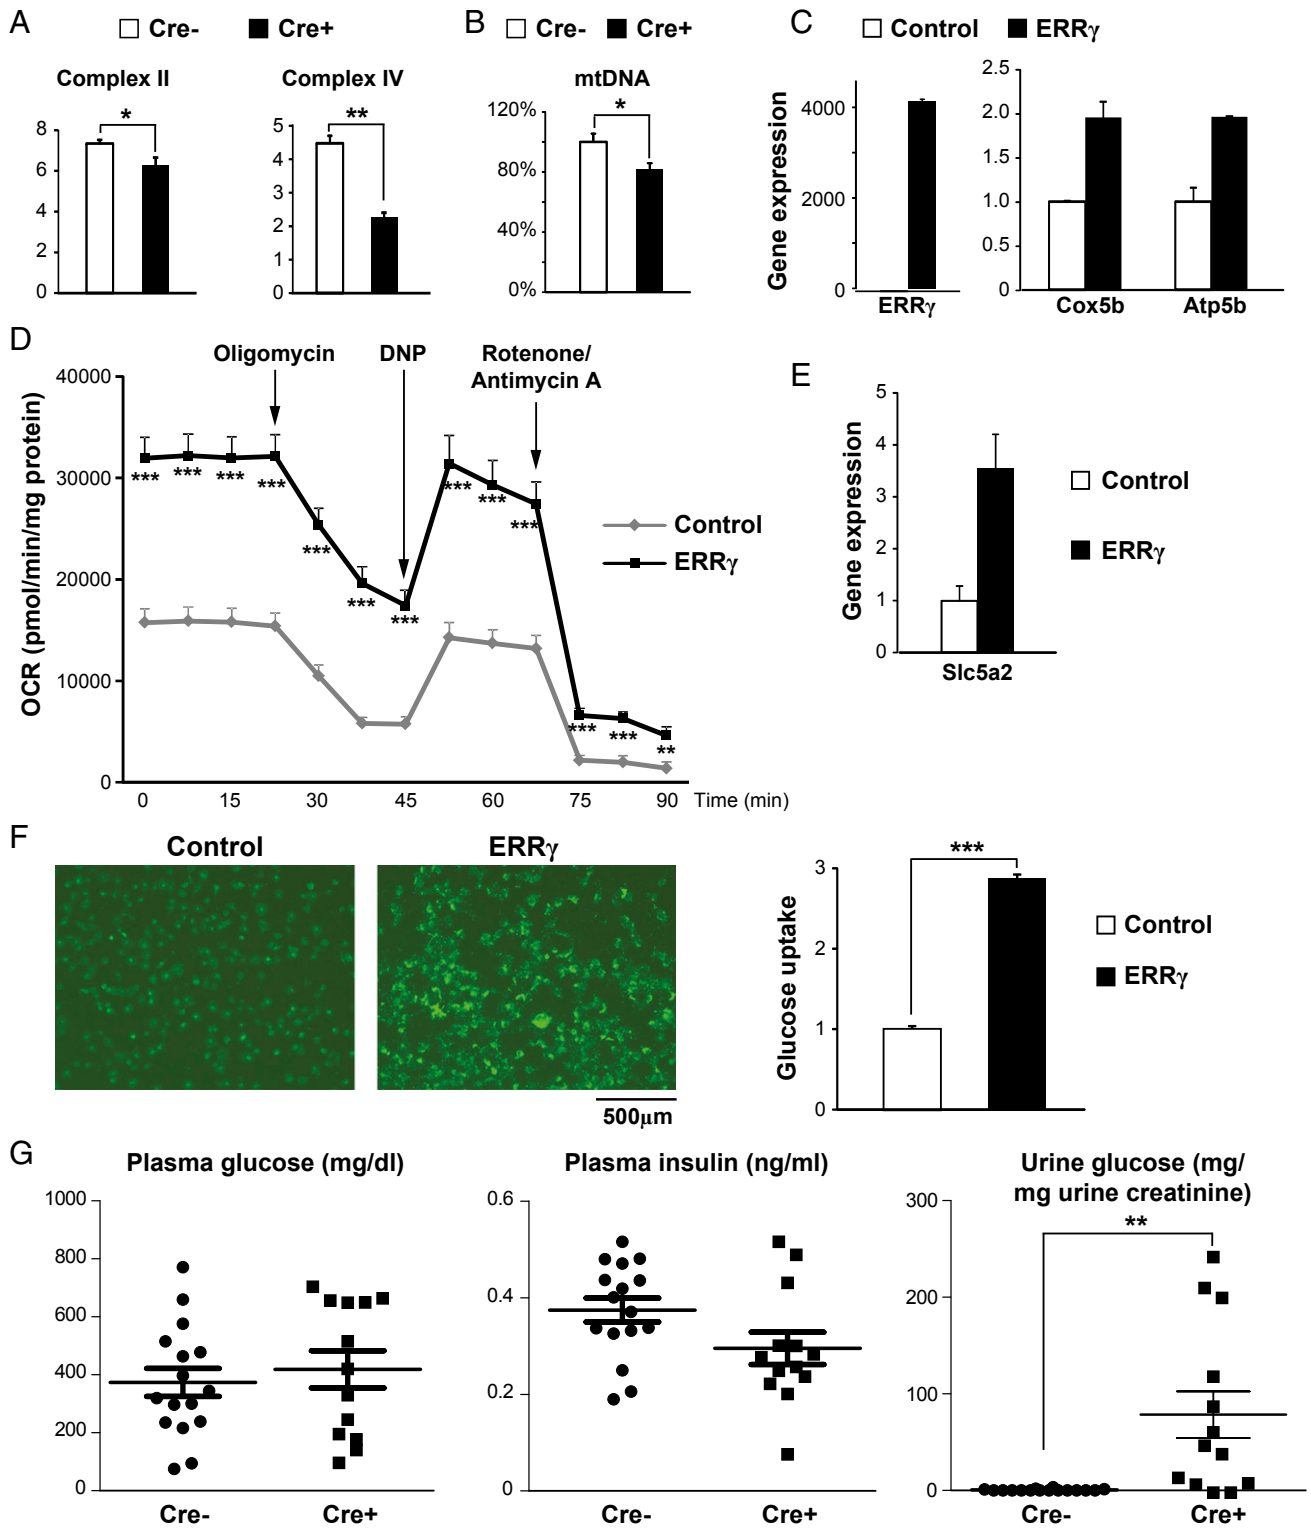 A
Cre-
Cre+
B
Cre-
Cre+
C
Control
ERRγ
Complex II
Complex IV
mtDNA
*
**
*
8
6
4
2
0
5
4
3
2
1
0
120%
80%
40%
0%
Gene expression
4000
2000
0
ERRγ
2.5
2.0
1.5
1.0
0.5
0
Cox5b
Atp5b
D
Oligomycin
DNP
Rotenone/
Antimycin A
OCR (pmol/min/mg protein)
40000
30000
20000
10000
0
***
***
***
***
***
***
***
***
***
***
***
***
**
Control
ERRγ
0
15
30
45
60
75
90
Time (min)
E
Gene expression
5
4
3
2
1
0
Slc5a2
Control
ERRγ
F
Control
ERRγ
500μm
Glucose uptake
3
2
1
0
***
Control
ERRγ
G
Plasma glucose (mg/dl)
1000
800
600
400
200
0
Cre-
Cre+
Plasma insulin (ng/ml)
0.6
0.4
0.2
0
Cre-
Cre+
Urine glucose (mg/
mg urine creatinine)
300
200
100
0
**
Cre-
Cre+